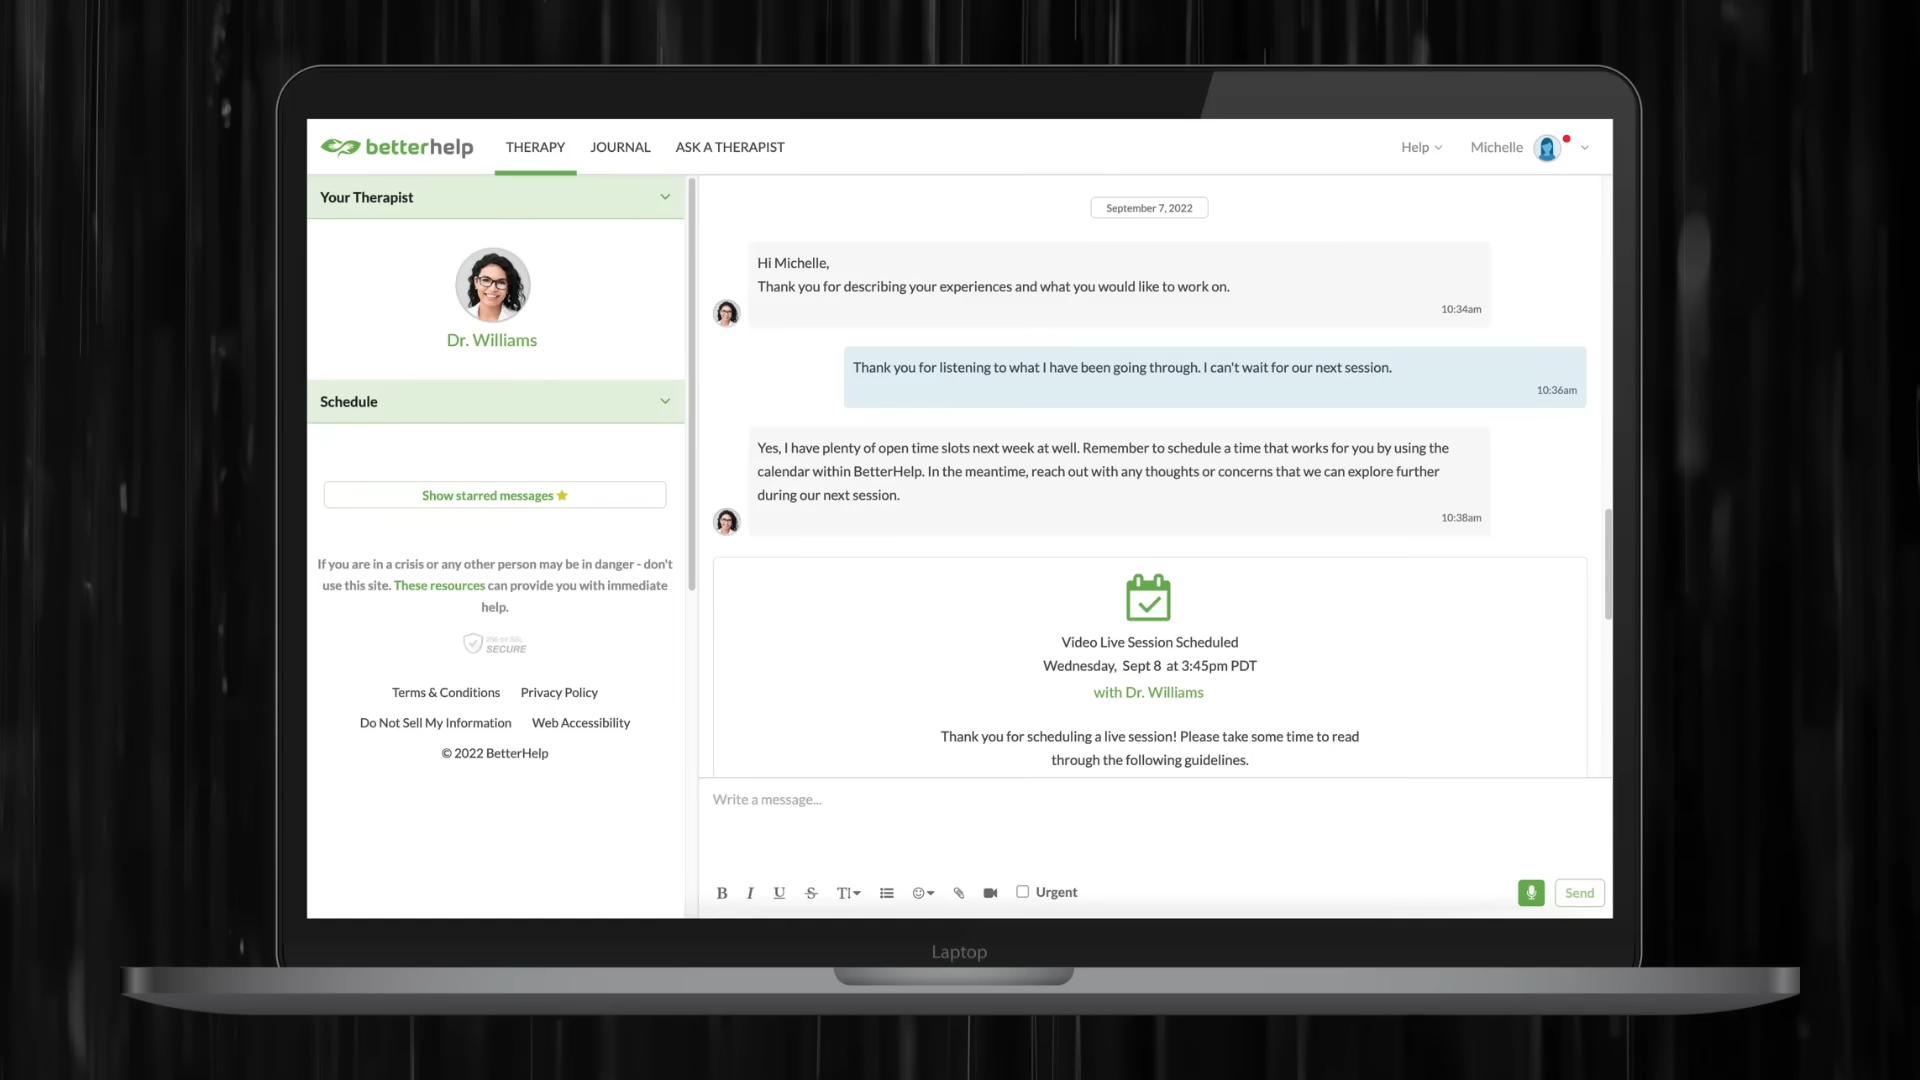 betterhelp
THERAPY
JOURNAL
ASK A THERAPIST
Help
Michelle
Your Therapist
Dr. Williams
Schedule
Show starred messages
If you are in a crisis or any other person may be in danger - don't
use this site. These resources can provide you with immediate
help.
SECURE
Terms & Conditions
Privacy Policy
Do Not Sell My Information
Web Accessibility
© 2022 BetterHelp
September 7, 2022
Hi Michelle,
Thank you for describing your experiences and what you would like to work on.
10:34am
Thank you for listening to what I have been going through. I can't wait for our next session.
10:36am
Yes, I have plenty of open time slots next week at well. Remember to schedule a time that works for you by using the
calendar within BetterHelp. In the meantime, reach out with any thoughts or concerns that we can explore further
during our next session.
10:38am
Video Live Session Scheduled
Wednesday, Sept 8 at 3:45pm PDT
with Dr. Williams
Thank you for scheduling a live session! Please take some time to read
through the following guidelines.
Write a message...
B I U S T Urgent
Send
Laptop